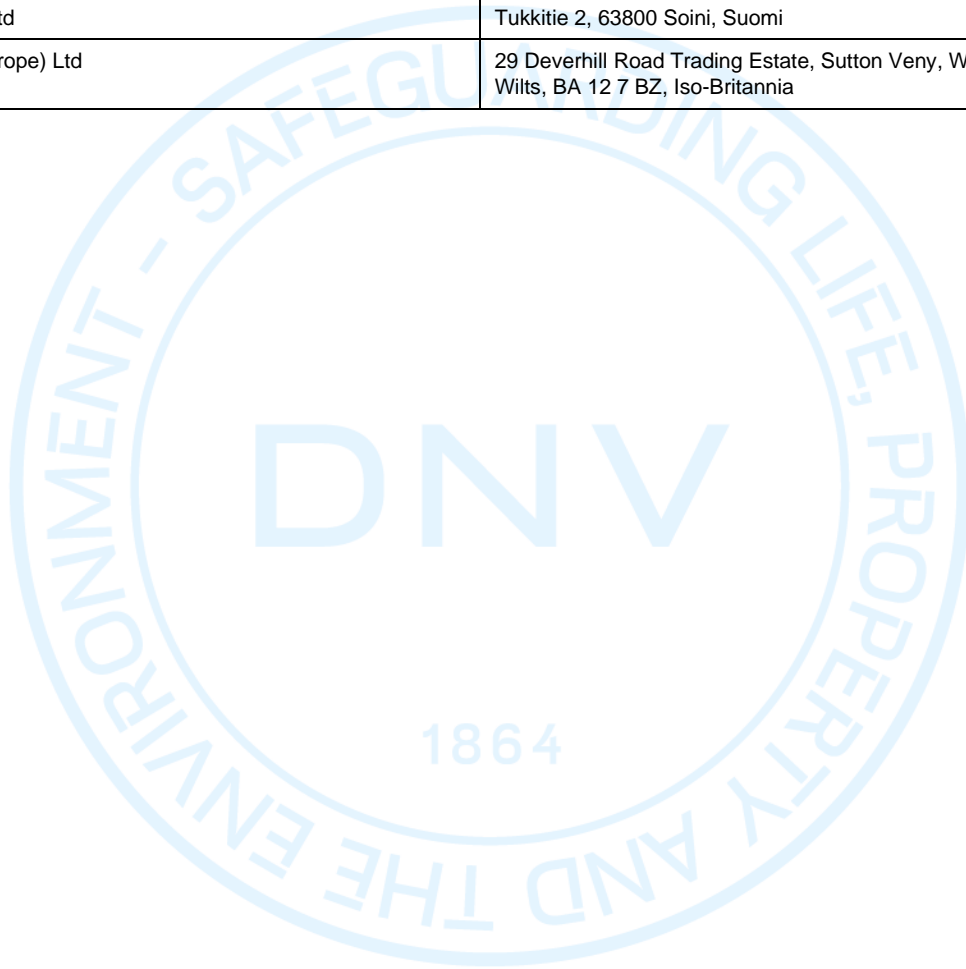 td
Tukkitie 2, 63800 Soini, Suomi
rope) Ltd
29 Deverhill Road Trading Estate, Sutton Veny, W
Wilts, BA 12 7 BZ, Iso-Britannia
SAFEGUARDING LIFE, PROPERTY AND THE ENVIRONMENT -
DNV
1864